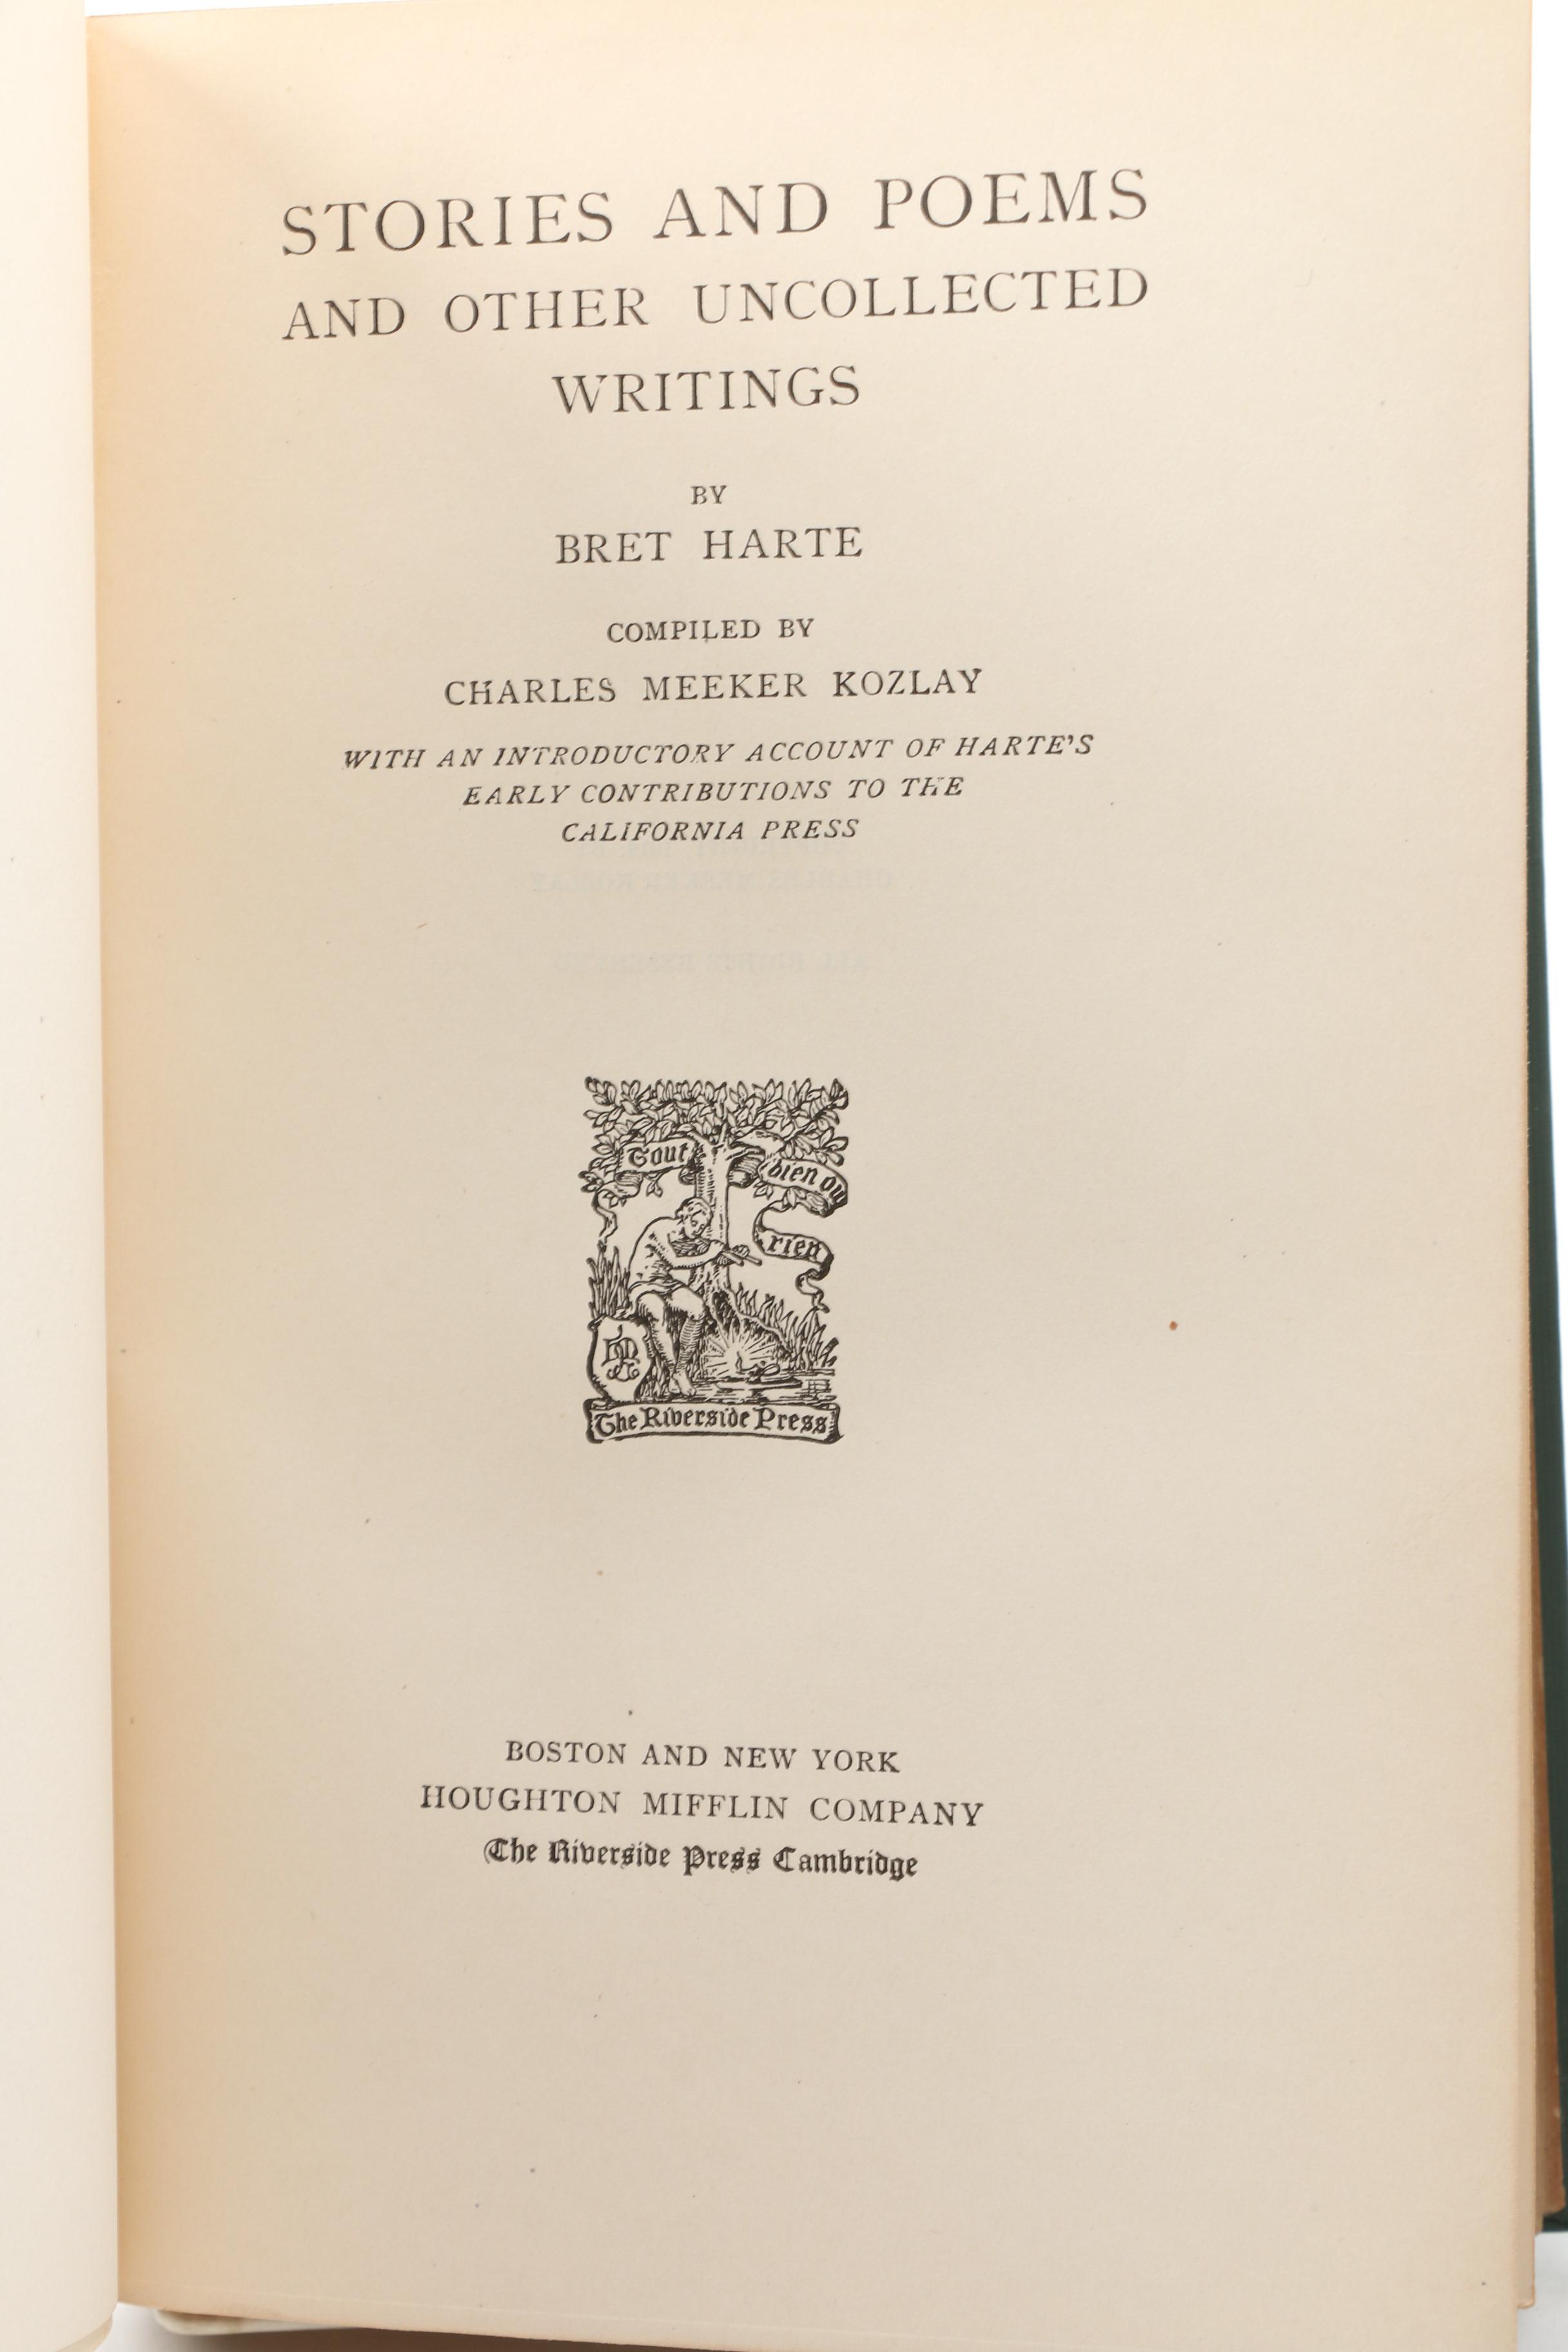 STORIES AND POEMS
AND OTHER UNCOLLECTED
WRITINGS
BY
BRET HARTE
COMPILED BY
CHARLES MEEKER KOZLAY
WITH AN INTRODUCTORY ACCOUNT OF HARTE'S
EARLY CONTRIBUTIONS TO THE
CALIFORNIA PRESS
Tout
bien ou
rien
The Riverside Press
BOSTON AND NEW YORK
HOUGHTON MIFFLIN COMPANY
The Riverside Press Cambridge